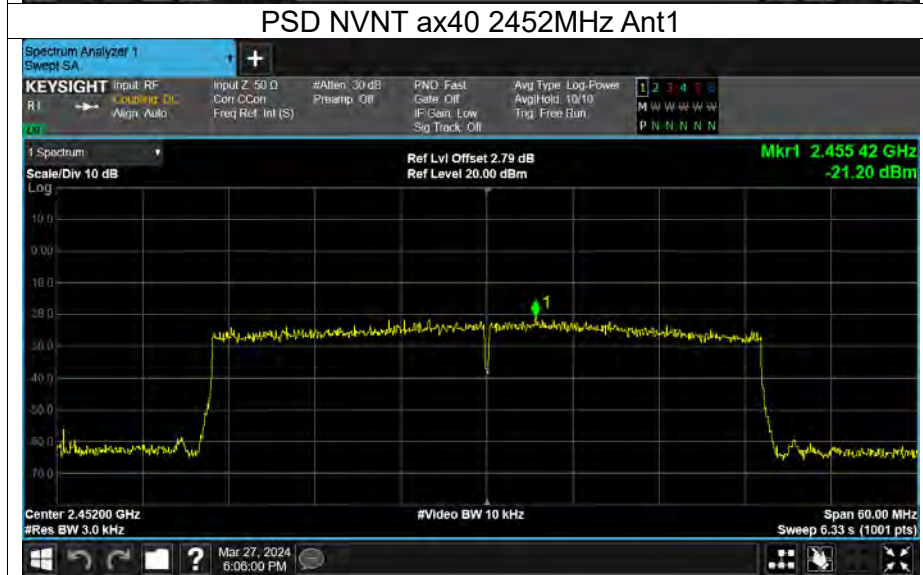 PSD NVNT ax40 2452MHz Ant1
Spectrum Analyzer 1
Swept SA
+
KEYSIGHT Input: RF Input Z: 50 Ω #Atten: 30 dB PNO: Fast Avg Type: Log-Power 1 2 3 4 5 6
Coupling: DC Corr CCorr Preamp: Off Gate: Off Avg|Hold: 10/10 M W W W W W
Align: Auto Freq Ref: Int (S) IF Gain: Low Trig: Free Run
Sig Track: Off P N N N N N
1 Spectrum
Ref Lvl Offset 2.79 dB Mkr1 2.455 42 GHz
Scale/Div 10 dB Ref Level 20.00 dBm -21.20 dBm
Log
10.0
0.00
1
-40.0
-50.0
-60.0
-70.0
Center 2.45200 GHz #Video BW 10 kHz Span 60.00 MHz
#Res BW 3.0 kHz Sweep 6.33 s (1001 pts)
? Mar 27, 2024
6:06:00 PM